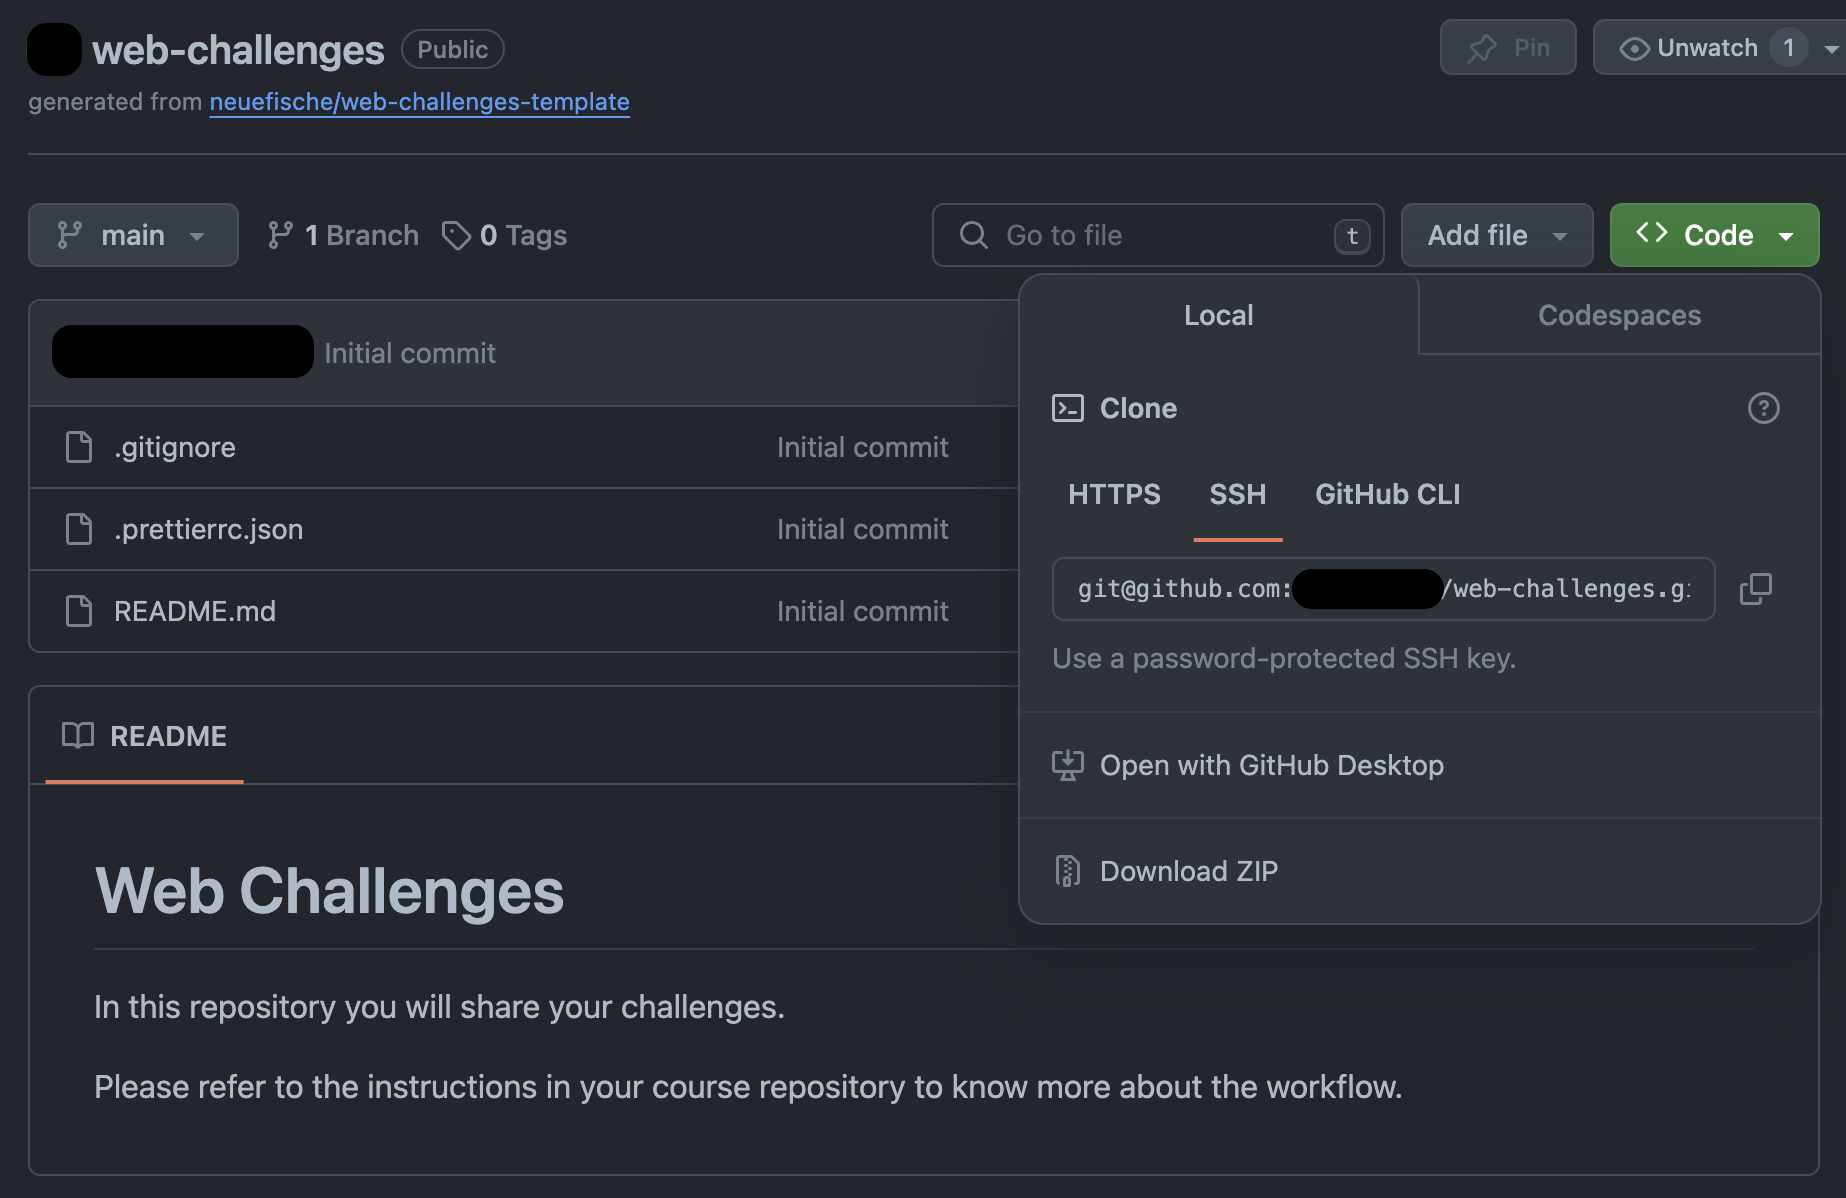 web-challenges Public
Pin
Unwatch 1
generated from neuefische/web-challenges-template
main
1 Branch
0 Tags
Go to file t
Add file
<> Code
Initial commit
.gitignore Initial commit
.prettierrc.json Initial commit
README.md Initial commit
Local
Codespaces
Clone
HTTPS SSH GitHub CLI
git@github.com: /web-challenges.gi
Use a password-protected SSH key.
Open with GitHub Desktop
Download ZIP
README
Web Challenges
In this repository you will share your challenges.
Please refer to the instructions in your course repository to know more about the workflow.